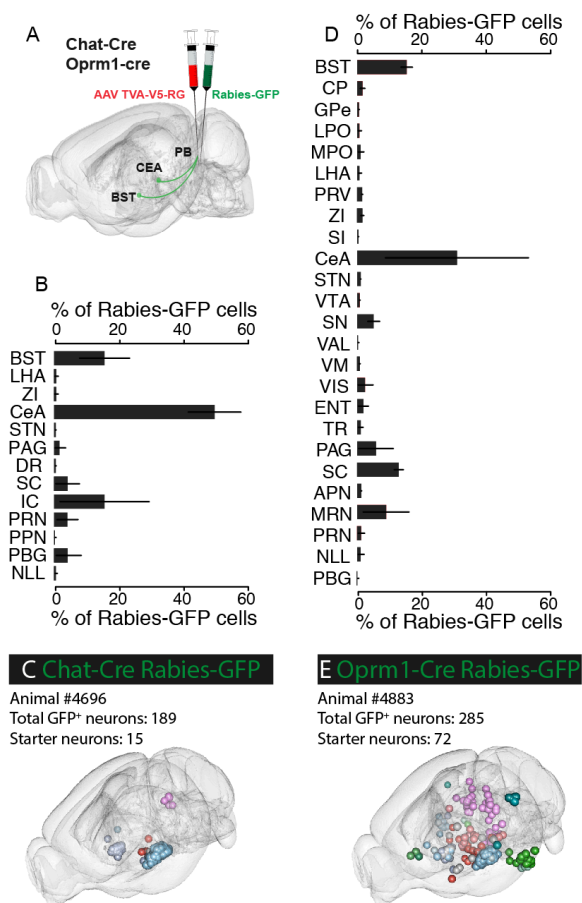 A
Chat-Cre
Oprm1-cre
AAV TVA-V5-RG
Rabies-GFP
PB
CEA
BST
B
% of Rabies-GFP cells
0 20 40 60
BST
LHA
ZI
CeA
STN
PAG
DR
SC
IC
PRN
PPN
PBG
NLL
0 20 40 60
% of Rabies-GFP cells
C Chat-Cre Rabies-GFP
Animal #4696
Total GFP⁺ neurons: 189
Starter neurons: 15
D
% of Rabies-GFP cells
0 20 40 60
BST
CP
GPe
LPO
MPO
LHA
PRV
ZI
SI
CeA
STN
VTA
SN
VAL
VM
VIS
ENT
TR
PAG
SC
APN
MRN
PRN
NLL
PBG
0 20 40 60
% of Rabies-GFP cells
E Oprm1-Cre Rabies-GFP
Animal #4883
Total GFP⁺ neurons: 285
Starter neurons: 72